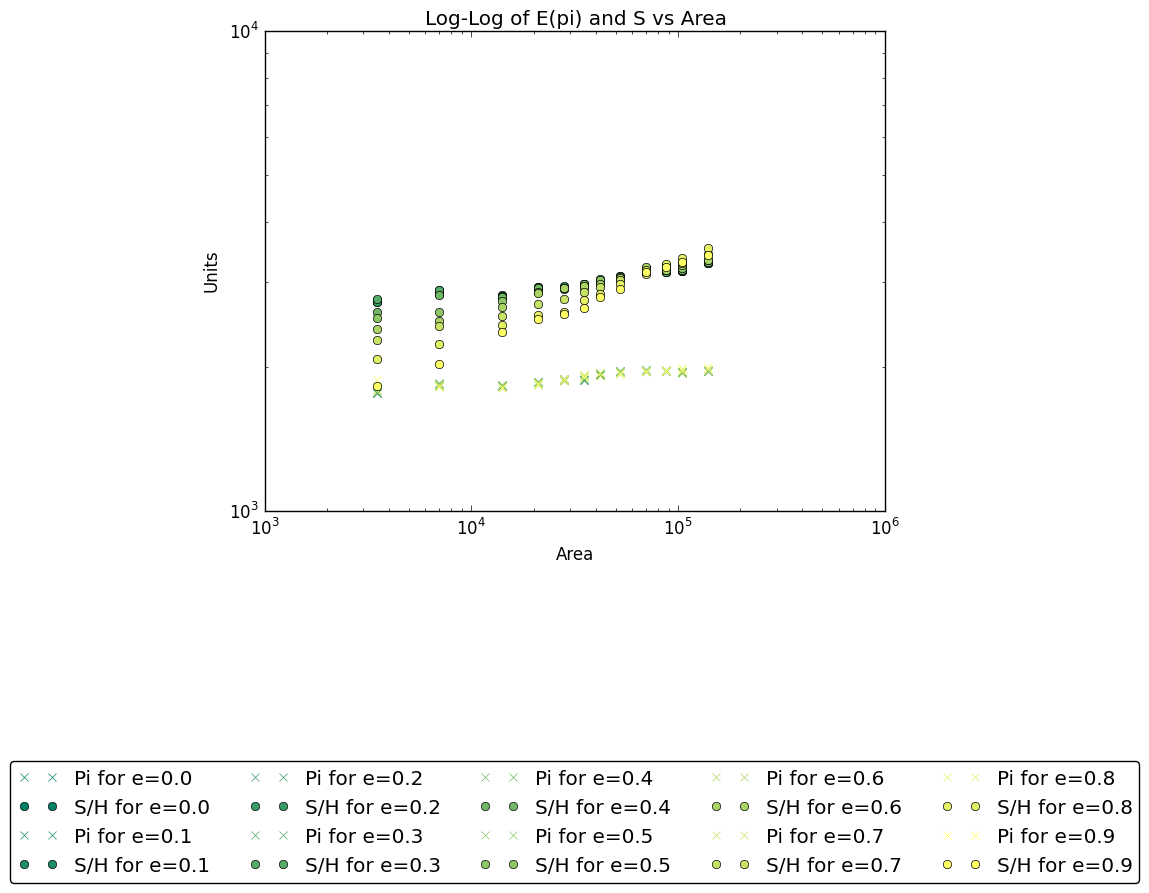 Log-Log of E(pi) and S vs Area
10^4
Units
10^3
10^3 10^4 10^5 10^6
Area
Pi for e=0.0 Pi for e=0.2 Pi for e=0.4 Pi for e=0.6 Pi for e=0.8
S/H for e=0.0 S/H for e=0.2 S/H for e=0.4 S/H for e=0.6 S/H for e=0.8
Pi for e=0.1 Pi for e=0.3 Pi for e=0.5 Pi for e=0.7 Pi for e=0.9
S/H for e=0.1 S/H for e=0.3 S/H for e=0.5 S/H for e=0.7 S/H for e=0.9